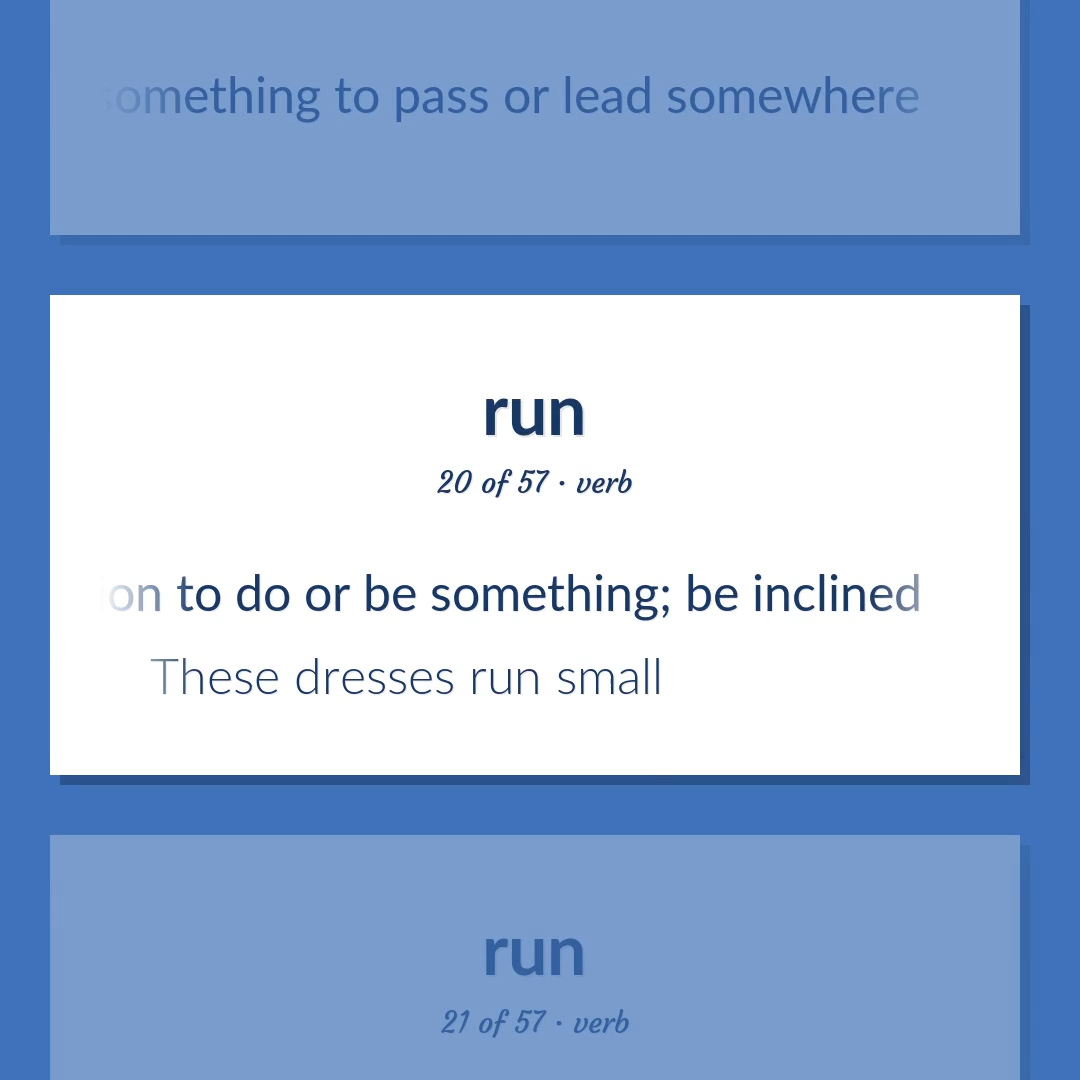 something to pass or lead somewhere
run
20 of 57 · verb
to do or be something; be inclined
These dresses run small
run
21 of 57 · verb